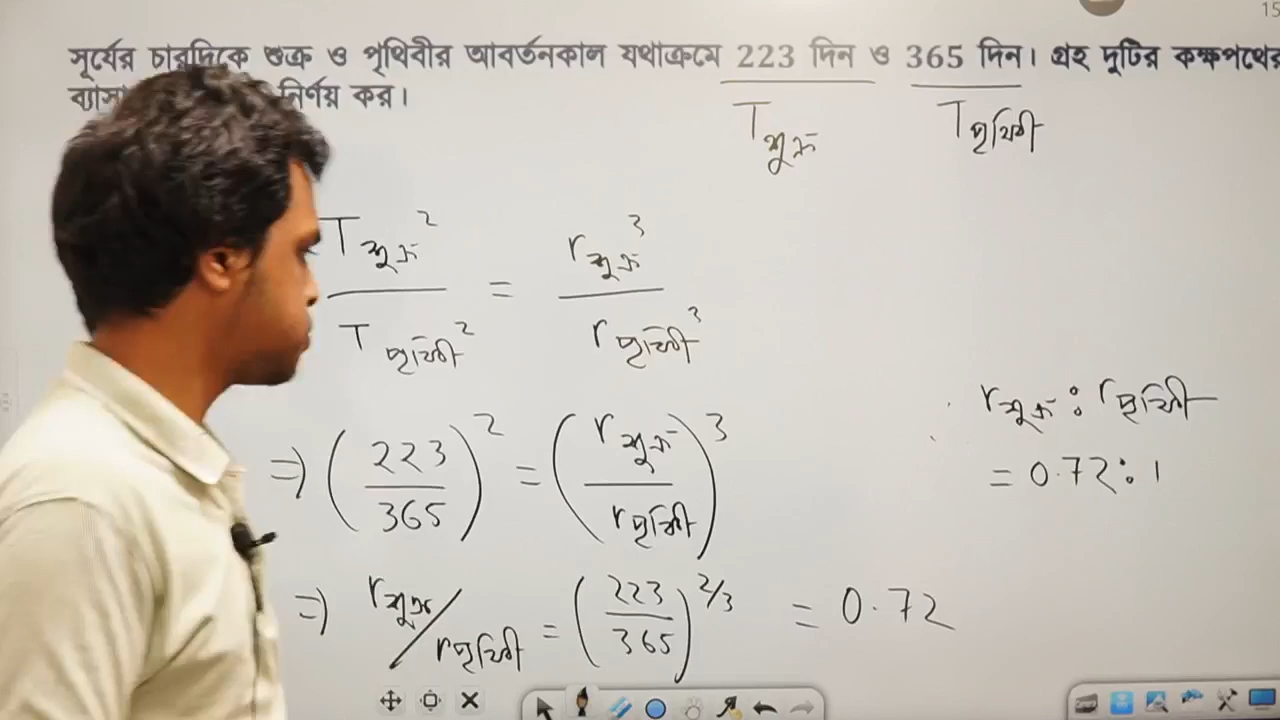 15
সূর্যের চারদিকে শুক্র ও পৃথিবীর আবর্তনকাল যথাক্রমে 223 দিন ও 365 দিন। গ্রহ দুটির কক্ষপথের
নির্ণয় কর।
T শুক্র T পৃথিবী
T শুক্র² / T পৃথিবী² = r শুক্র³ / r পৃথিবী³
r শুক্র : r পৃথিবী
⇒ (223/365)² = (r শুক্র / r পৃথিবী)³
= 0.72 : 1
⇒ r শুক্র / r পৃথিবী = (223/365)^2/3 = 0.72